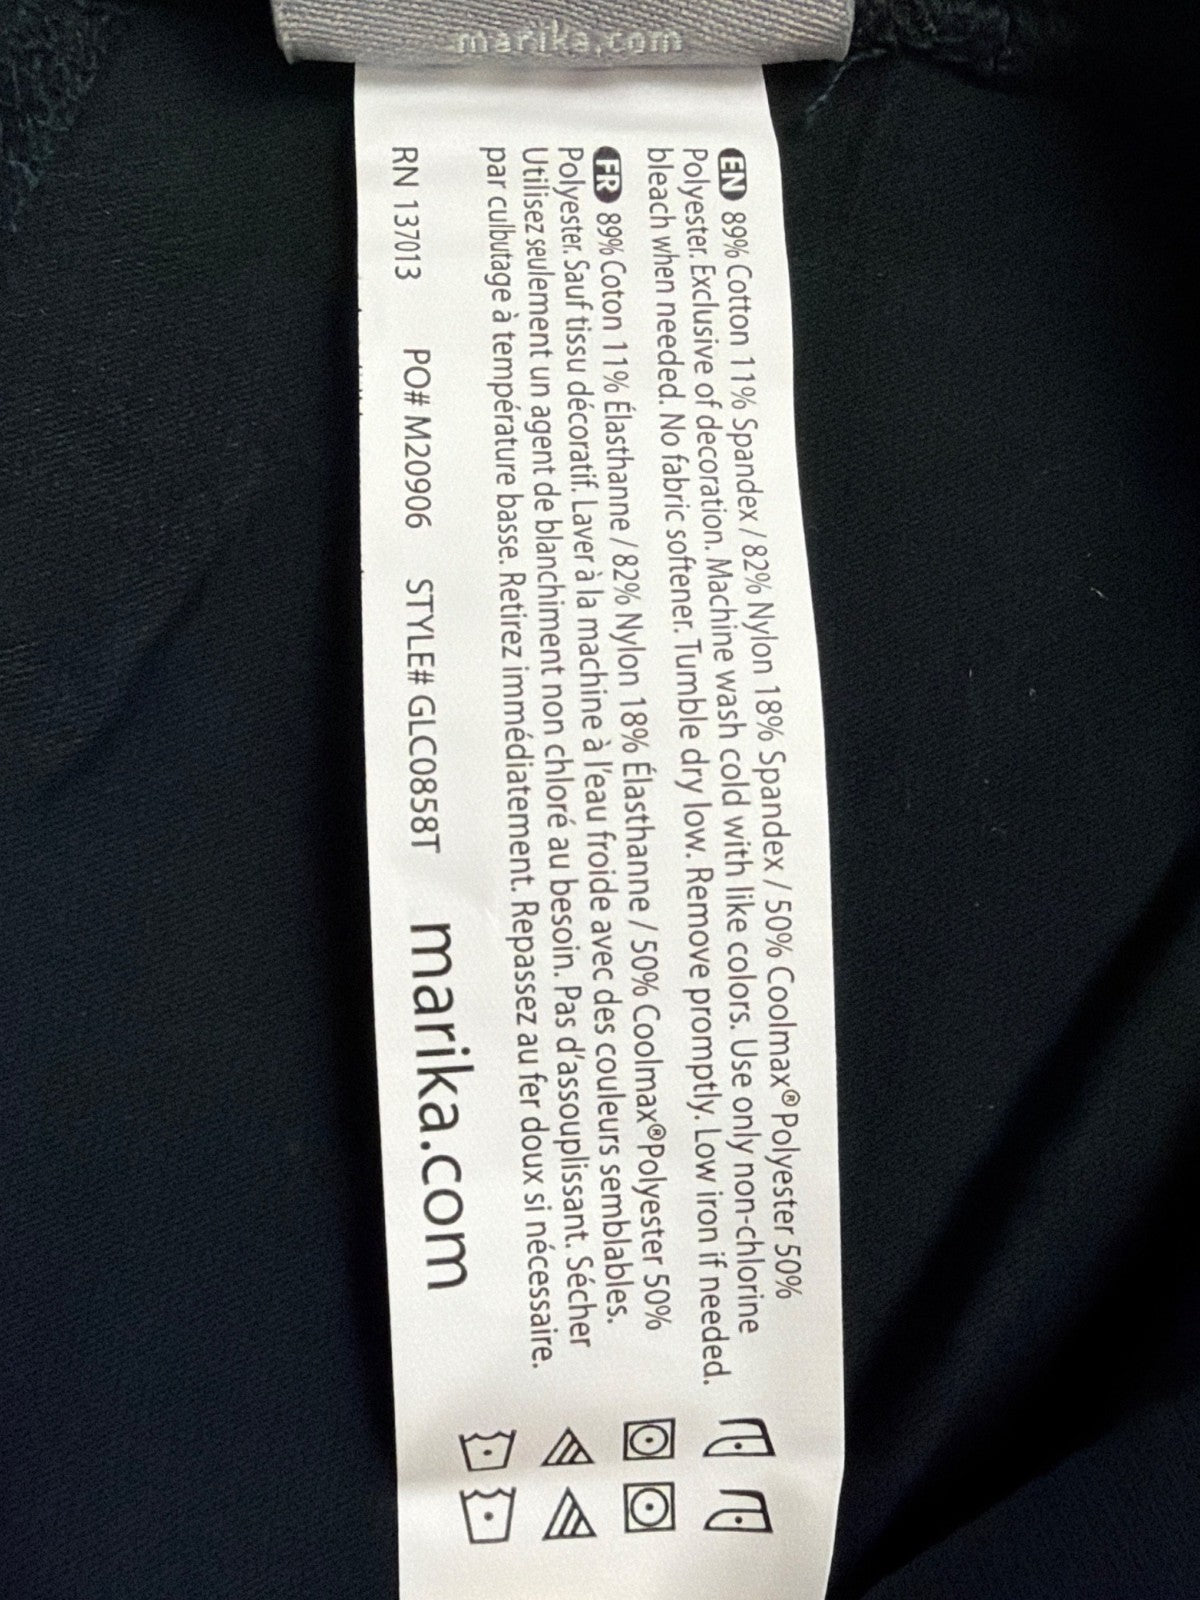 marika.com
EN 89% Cotton 11% Spandex / 82% Nylon 18% Spandex / 50% Coolmax® Polyester 50%
Polyester. Exclusive of decoration. Machine wash cold with like colors. Use only non-chlorine
bleach when needed. No fabric softener. Tumble dry low. Remove promptly. Low iron if needed.
FR 89% Coton 11% Élasthanne / 82% Nylon 18% Élasthanne / 50% Coolmax®Polyester 50%
Polyester. Sauf tissu décoratif. Laver à la machine à l'eau froide avec des couleurs semblables.
Utilisez seulement un agent de blanchiment non chloré au besoin. Pas d'assouplissant. Sécher
par culbutage à température basse. Retirez immédiatement. Repassez au fer doux si nécessaire.
RN 137013 PO# M20906 STYLE# GLC0858T marika.com